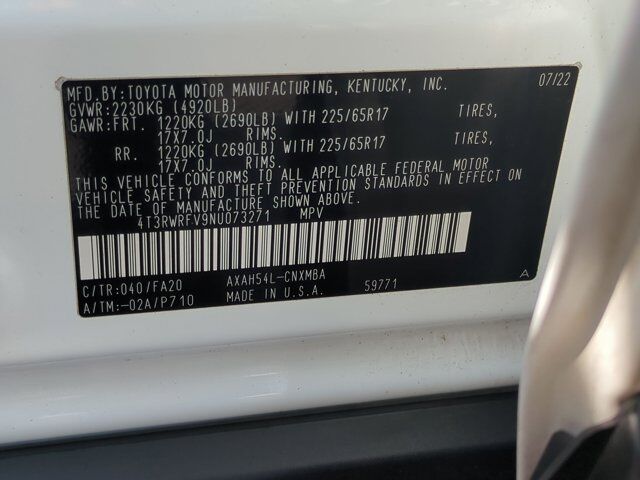 MFD.BY:TOYOTA MOTOR MANUFACTURING, KENTUCKY, INC. 07/22
GVWR:2230KG (4920LB)
GAWR:FRT. 1220KG (2690LB) WITH 225/65R17 TIRES,
17X7.0J RIMS.
RR. 1220KG (2690LB) WITH 225/65R17 TIRES,
17X7.0J RIMS.
THIS VEHICLE CONFORMS TO ALL APPLICABLE FEDERAL MOTOR
VEHICLE SAFETY AND THEFT PREVENTION STANDARDS IN EFFECT ON
THE DATE OF MANUFACTURE SHOWN ABOVE.
4T3RWRFV9NU073271 MPV
C/TR:040/FA20 AXAH54L-CNXMBA
A/TM:-02A/P710 MADE IN U.S.A. 59771 A